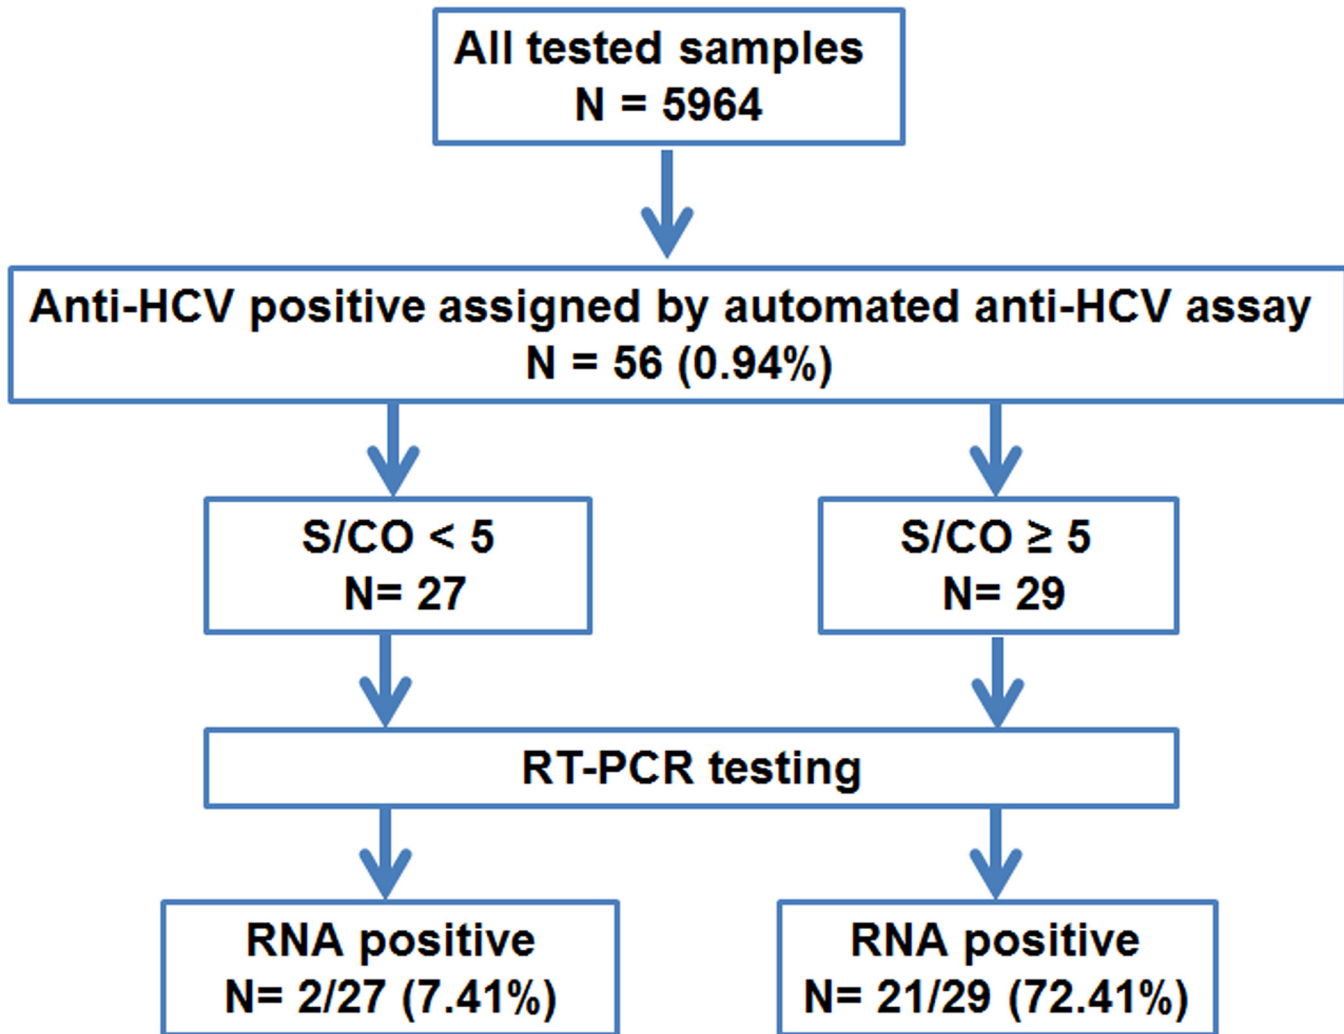 All tested samples
N = 5964
Anti-HCV positive assigned by automated anti-HCV assay
N = 56 (0.94%)
S/CO < 5
N= 27
S/CO ≥ 5
N= 29
RT-PCR testing
RNA positive
N= 2/27 (7.41%)
RNA positive
N= 21/29 (72.41%)